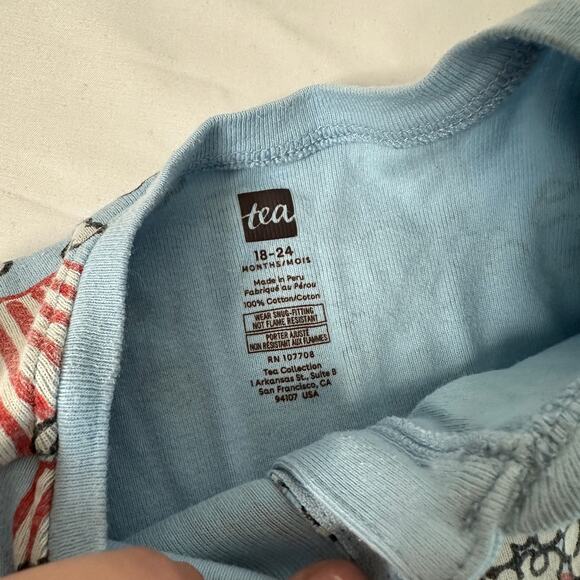 tea
18-24
MONTHS/MOIS
Made in Peru
Fabriqué au Pérou
100% Cotton/Coton
WEAR SNUG-FITTING
NOT FLAME RESISTANT
PORTER AJUSTÉ
NON RÉSISTANT AUX FLAMMES
RN 107708
Tea Collection
1 Arkansas St., Suite B
San Francisco, CA
94107 USA